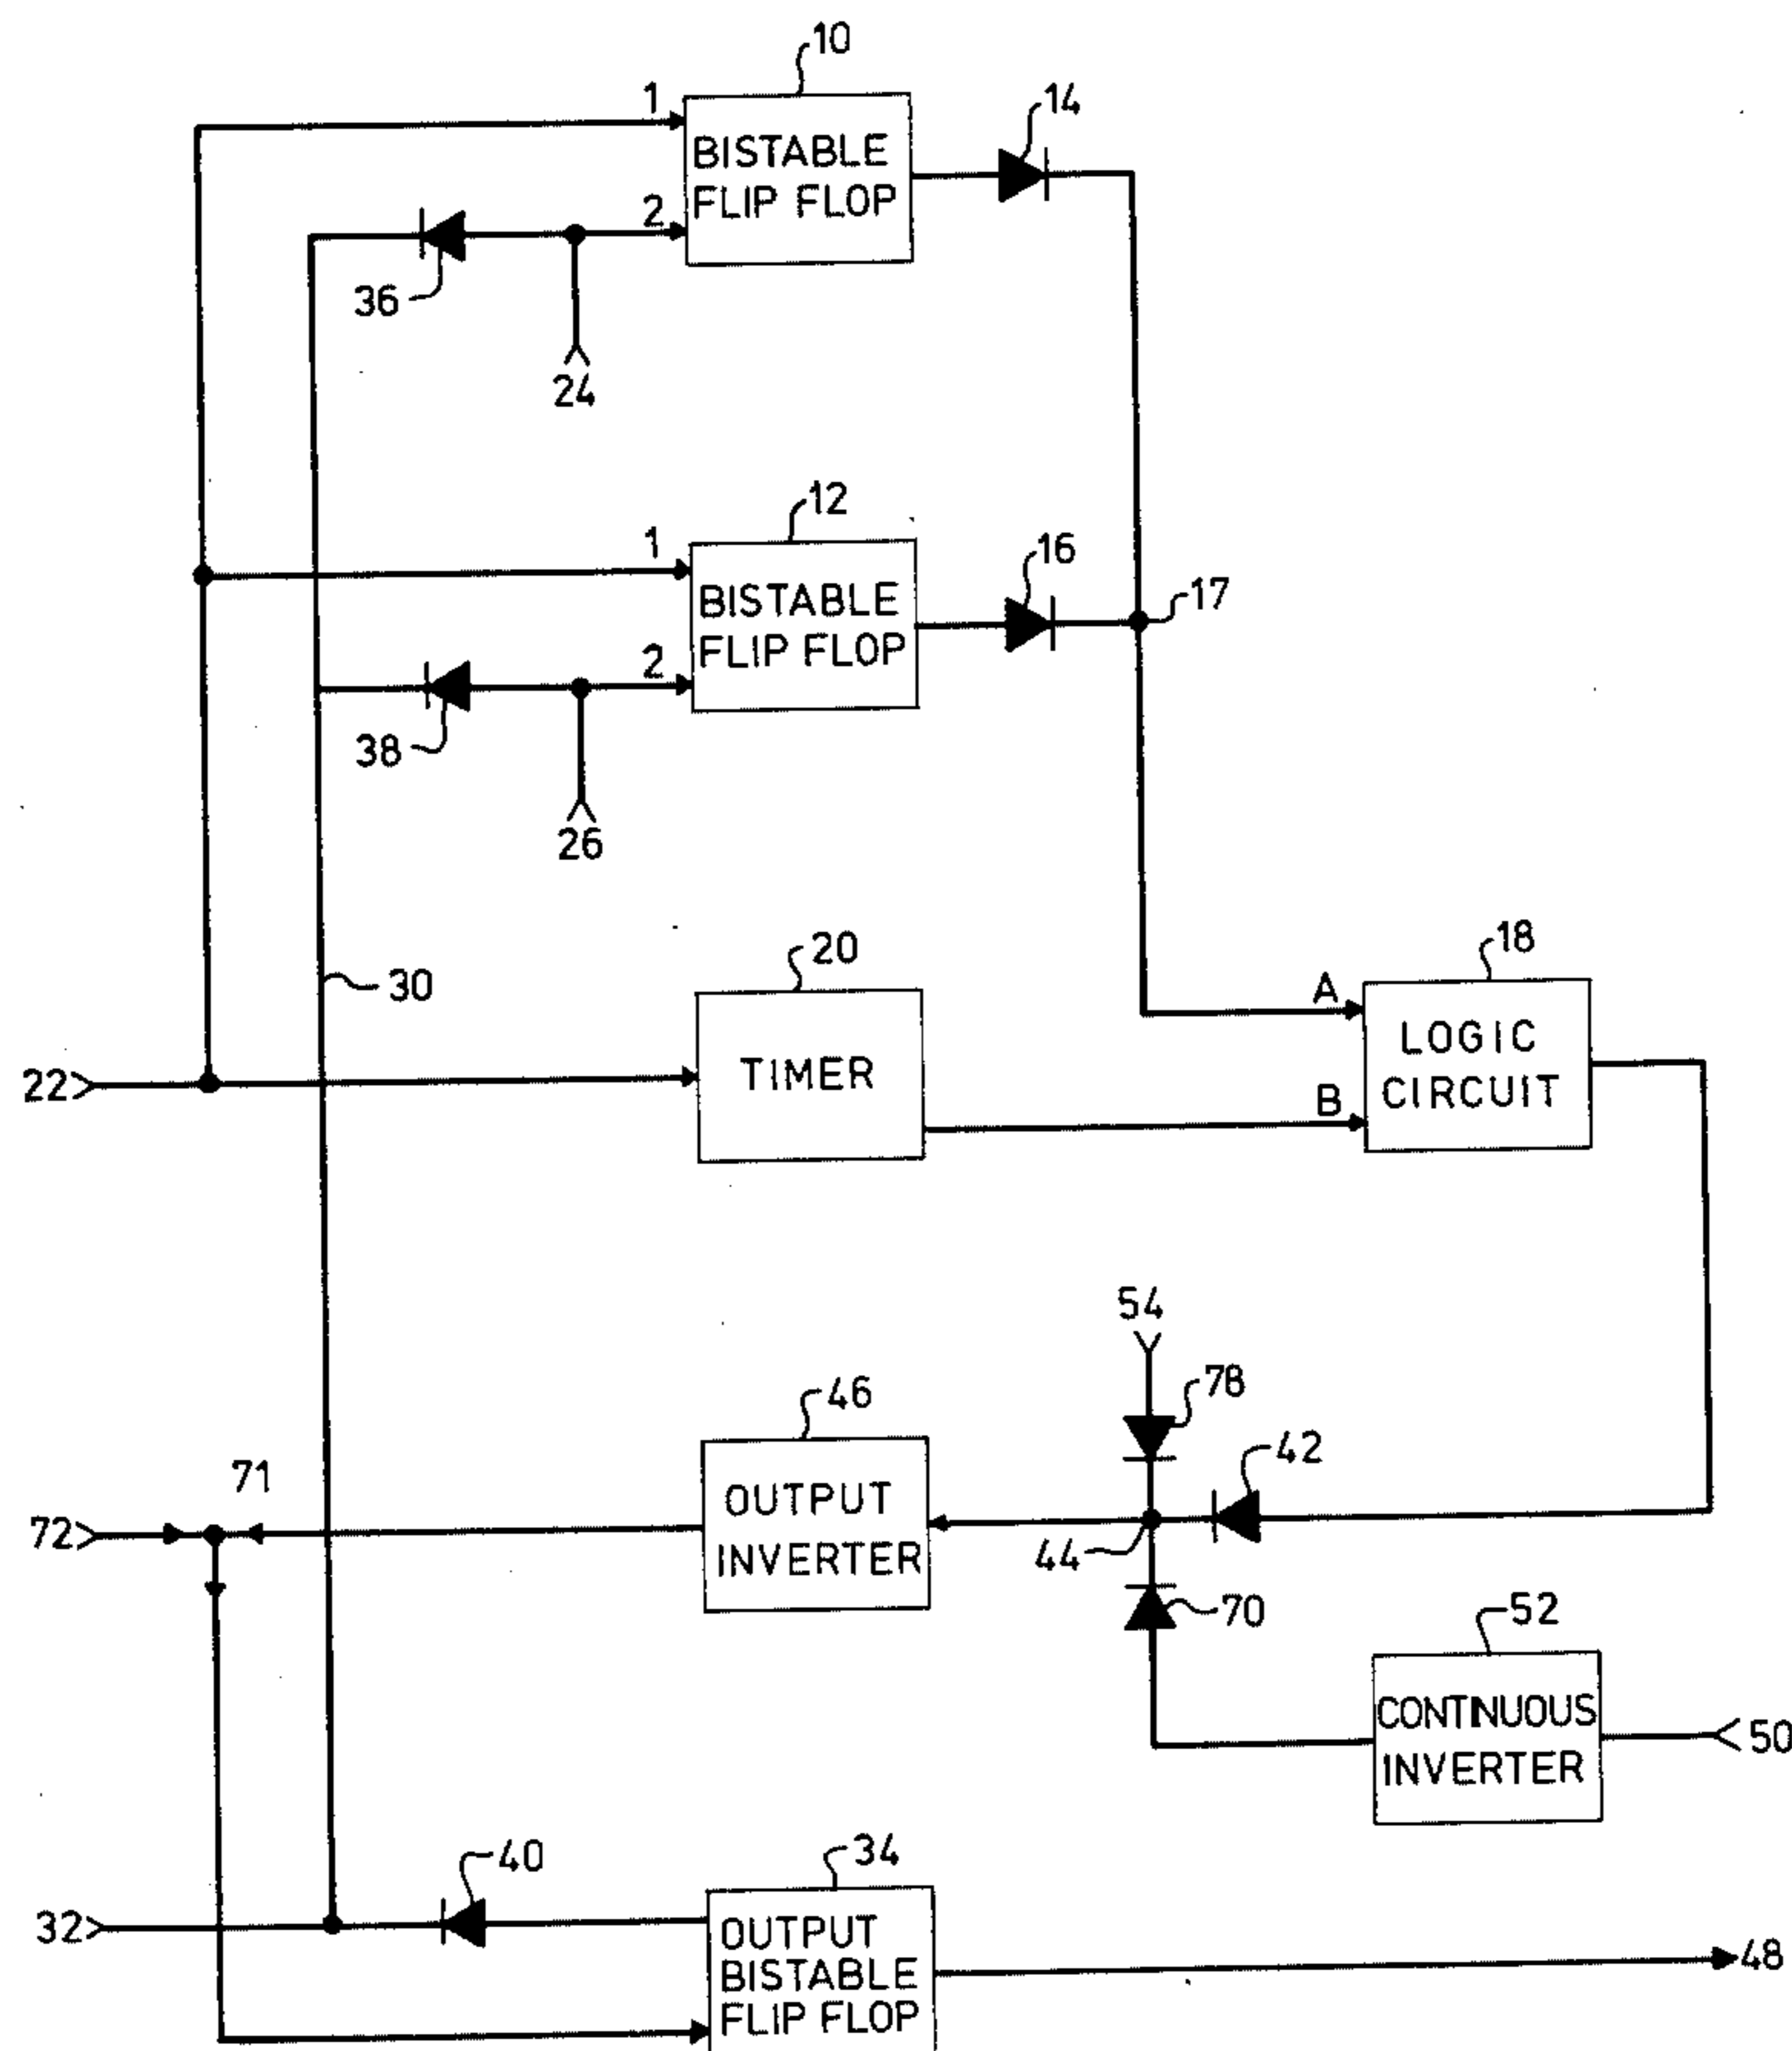 10
1
14
BISTABLE
FLIP FLOP
2
36
24
12
1
16
BISTABLE
FLIP FLOP
17
2
38
26
20
18
30
A
LOGIC
CIRCUIT
TIMER
22
B
54
78
46
42
71
OUTPUT
INVERTER
72
44
70
52
CONTINUOUS
INVERTER
50
40
34
32
OUTPUT
BISTABLE
FLIP FLOP
48